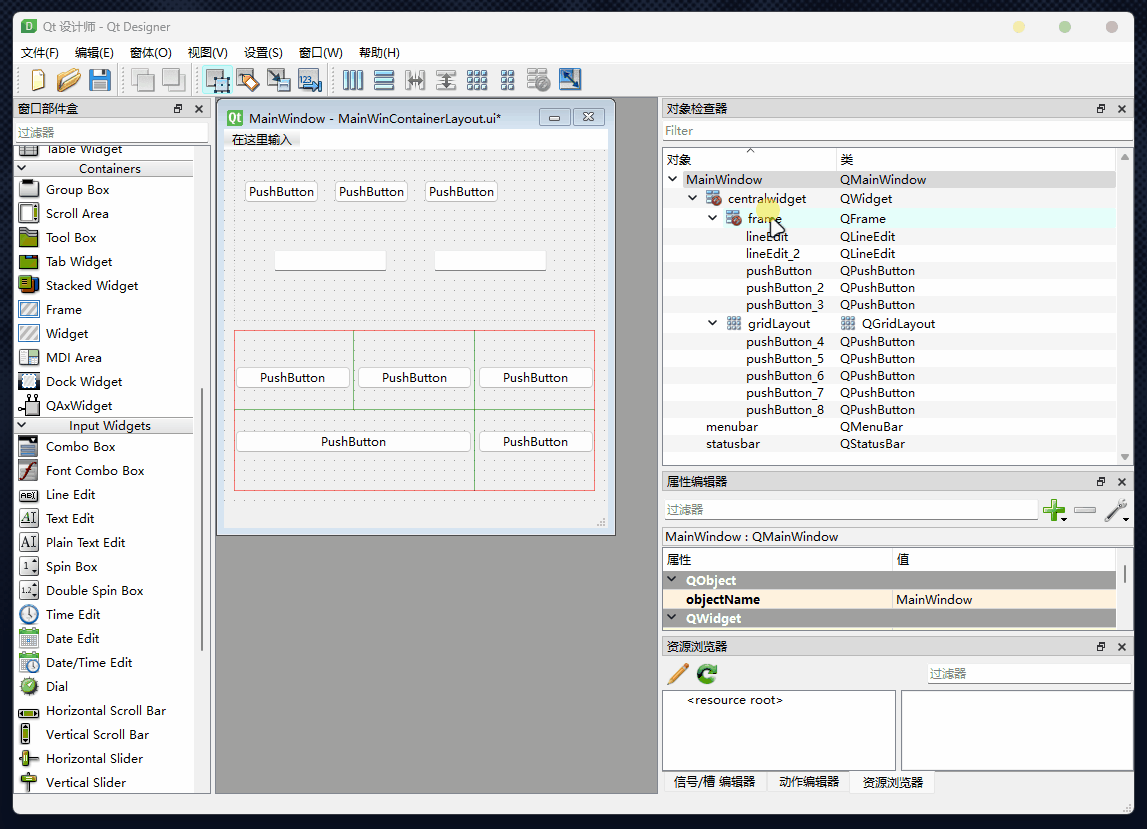 Qt 设计师 - Qt Designer
文件(F) 编辑(E) 窗体(O) 视图(V) 设置(S) 窗口(W) 帮助(H)
窗口部件盒
过滤器
Table Widget
Containers
Group Box
Scroll Area
Tool Box
Tab Widget
Stacked Widget
Frame
Widget
MDI Area
Dock Widget
QAxWidget
Input Widgets
Combo Box
Font Combo Box
Line Edit
Text Edit
Plain Text Edit
Spin Box
Double Spin Box
Time Edit
Date Edit
Date/Time Edit
Dial
Horizontal Scroll Bar
Vertical Scroll Bar
Horizontal Slider
Vertical Slider
MainWindow - MainWinContainerLayout.ui*
在这里输入
PushButton PushButton PushButton
PushButton PushButton PushButton
PushButton PushButton
对象检查器
Filter
对象 类
MainWindow QMainWindow
centralwidget QWidget
frame QFrame
lineEdit QLineEdit
lineEdit_2 QLineEdit
pushButton QPushButton
pushButton_2 QPushButton
pushButton_3 QPushButton
gridLayout QGridLayout
pushButton_4 QPushButton
pushButton_5 QPushButton
pushButton_6 QPushButton
pushButton_7 QPushButton
pushButton_8 QPushButton
menubar QMenuBar
statusbar QStatusBar
属性编辑器
过滤器
MainWindow : QMainWindow
属性 值
QObject
objectName MainWindow
QWidget
资源浏览器
过滤器
<resource root>
信号/槽 编辑器 动作编辑器 资源浏览器